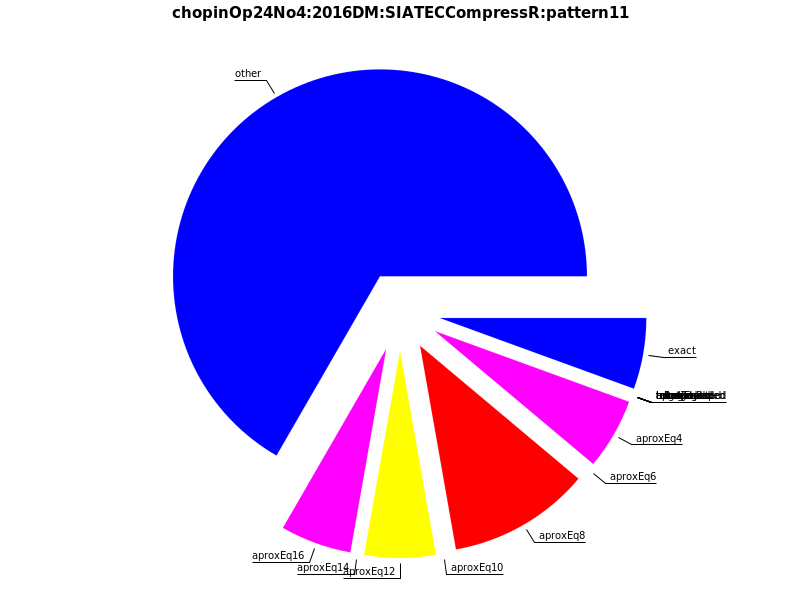 chopinOp24No4:2016DM:SIATECCompressR:pattern11
other
exact
aproxEq4
aproxEq6
aproxEq8
aproxEq10
aproxEq12
aproxEq14
aproxEq16